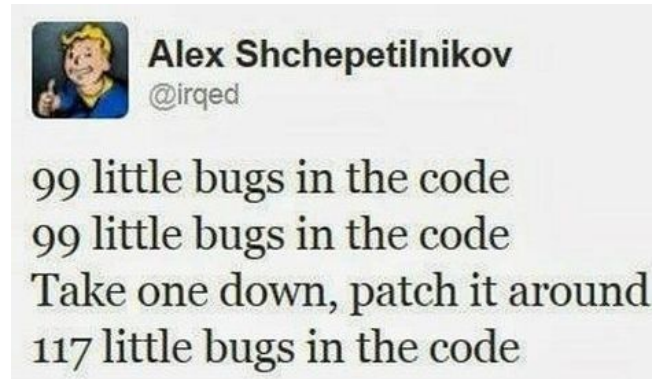 Alex Shchepetilnikov
@irqed
99 little bugs in the code
99 little bugs in the code
Take one down, patch it around
117 little bugs in the code